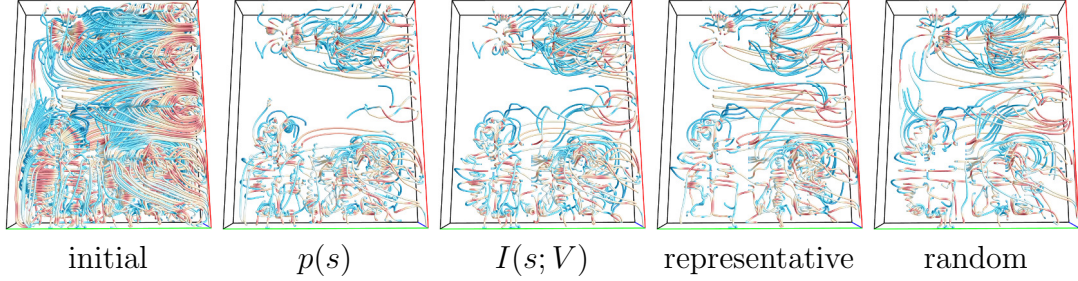 initial p(s) I(s; V) representative random